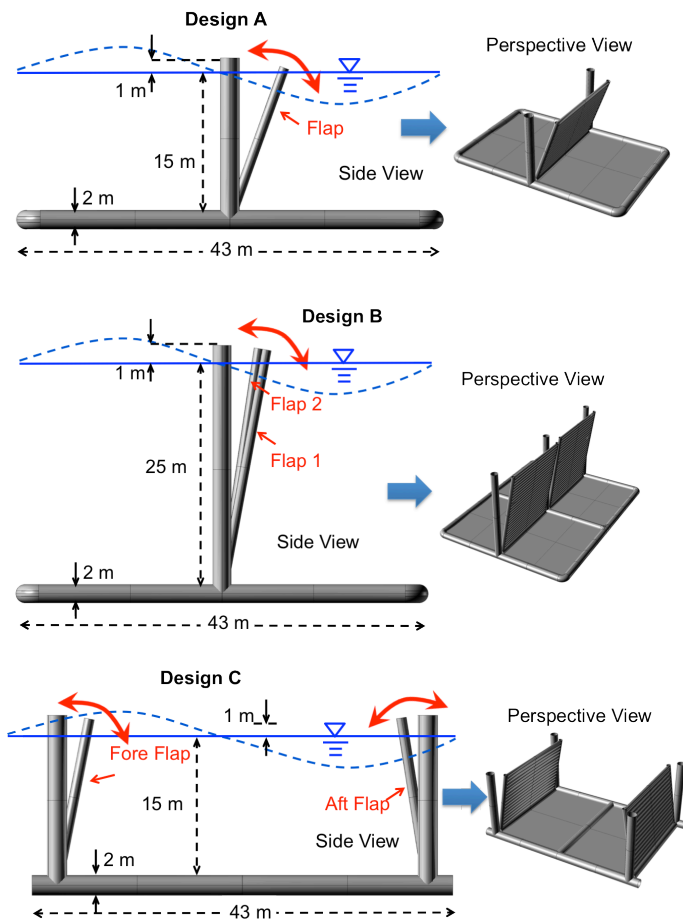 Design A
Perspective View
1 m
Flap
15 m
Side View
2 m
43 m
Design B
1 m
Perspective View
Flap 2
Flap 1
25 m
Side View
2 m
43 m
Design C
1 m
Perspective View
Fore Flap
15 m
Aft Flap
Side View
2 m
43 m